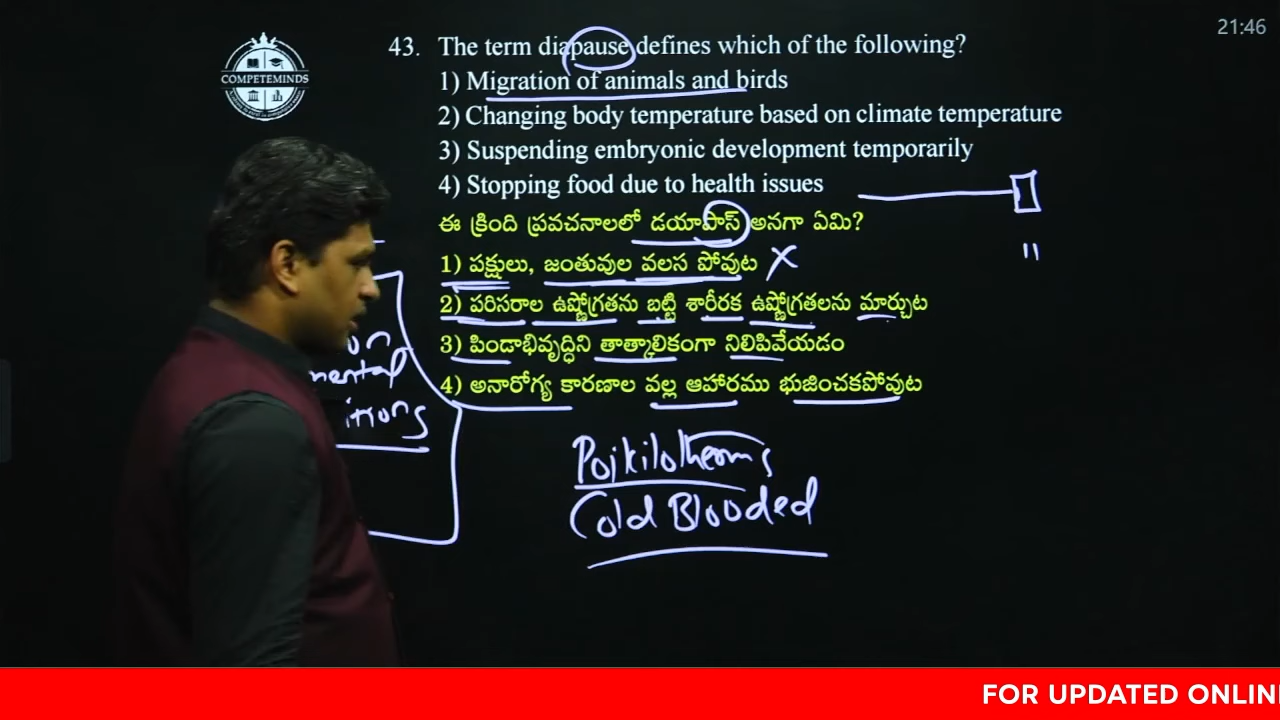 21:46
COMPETEMINDS
43. The term diapause defines which of the following?
1) Migration of animals and birds
2) Changing body temperature based on climate temperature
3) Suspending embryonic development temporarily
4) Stopping food due to health issues
ఈ క్రింది ప్రవచనాలలో డయాపాస్ అనగా ఏమి?
1) పక్షులు, జంతువుల వలస పోవుట X
2) పరిసరాల ఉష్ణోగ్రతను బట్టి శారీరక ఉష్ణోగ్రతలను మార్చుట
3) పిండాభివృద్ధిని తాత్కాలికంగా నిలిపివేయడం
4) అనారోగ్య కారణాల వల్ల ఆహారము భుజించకపోవుట
on
mental
itions
Poikilotherms
Cold Blooded
FOR UPDATED ONLIN